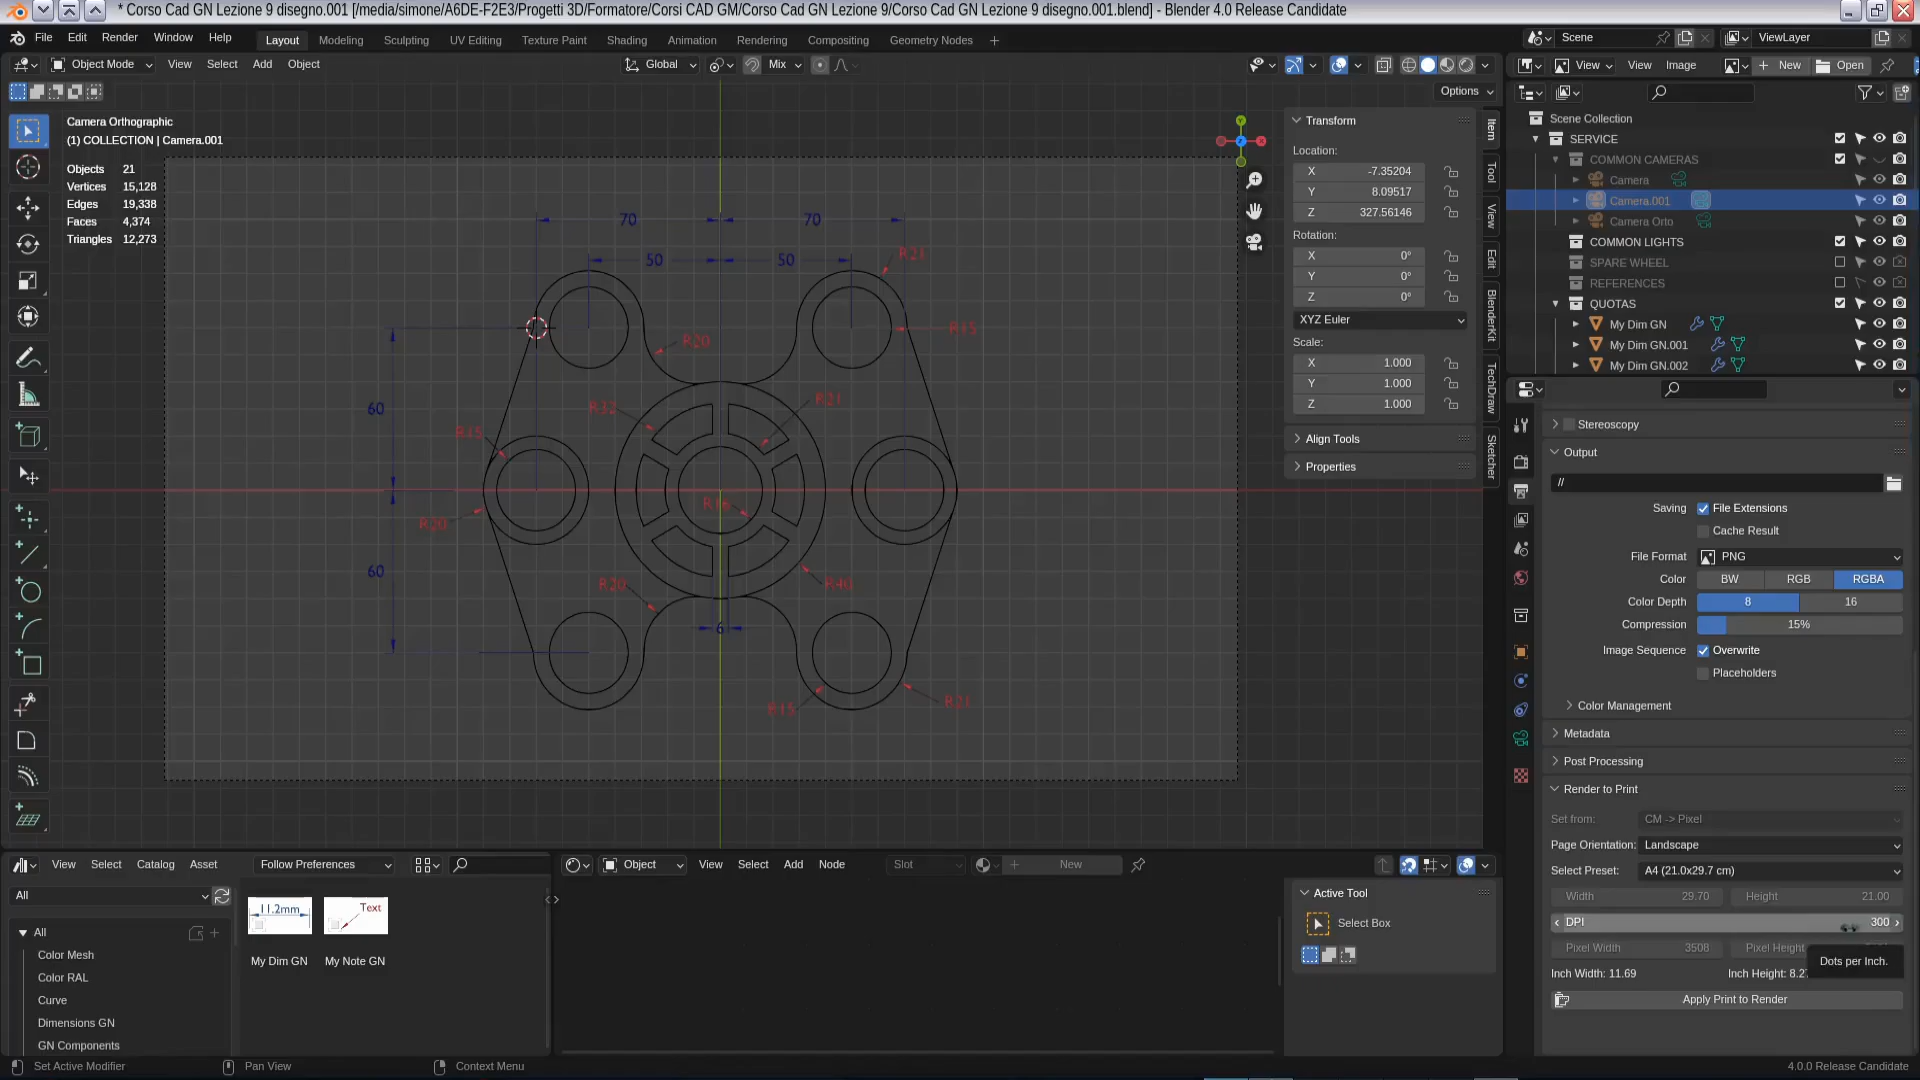 * Corso Cad GN Lezione 9 disegno.001 [/media/simone/A6DE-F2E3/Progetti 3D/Formatore/Corsi CAD GM/Corso Cad GN Lezione 9/Corso Cad GN Lezione 9 disegno.001.blend] - Blender 4.0 Release Candidate
File Edit Render Window Help Layout Modeling Sculpting UV Editing Texture Paint Shading Animation Rendering Compositing Geometry Nodes + Scene ViewLayer
Object Mode View Select Add Object Global Mix View View Image New Open
Options
Camera Orthographic
(1) COLLECTION | Camera.001
Objects 21
Vertices 15,128
Edges 19,338
Faces 4,374
Triangles 12,273
70 70
50 50
R21
R15
R20
60
R32
R21
R15
R16
R20
60
R20
R40
6
R15
R21
Transform
Location:
X -7.35204
Y 8.09517
Z 327.56146
Rotation:
X 0°
Y 0°
Z 0°
XYZ Euler
Scale:
X 1.000
Y 1.000
Z 1.000
Align Tools
Properties
Item
Tool
View
Edit
BlenderKit
TechDraw
Sketcher
Scene Collection
SERVICE
COMMON CAMERAS
Camera
Camera.001
Camera Orto
COMMON LIGHTS
SPARE WHEEL
REFERENCES
QUOTAS
My Dim GN
My Dim GN.001
My Dim GN.002
Stereoscopy
Output
//
Saving File Extensions
Cache Result
File Format PNG
Color BW RGB RGBA
Color Depth 8 16
Compression 15%
Image Sequence Overwrite
Placeholders
Color Management
Metadata
Post Processing
Render to Print
Set from: CM -> Pixel
Page Orientation: Landscape
Select Preset: A4 (21.0x29.7 cm)
Width 29.70 Height 21.00
DPI 300
Pixel Width 3508 Pixel Height
Dots per Inch.
Inch Width: 11.69 Inch Height: 8.2
Apply Print to Render
View Select Catalog Asset Follow Preferences
All
All
Color Mesh
Color RAL
Curve
Dimensions GN
GN Components
11.2mm
My Dim GN
Text
My Note GN
Object View Select Add Node Slot New
Active Tool
Select Box
Set Active Modifier Pan View Context Menu 4.0.0 Release Candidate